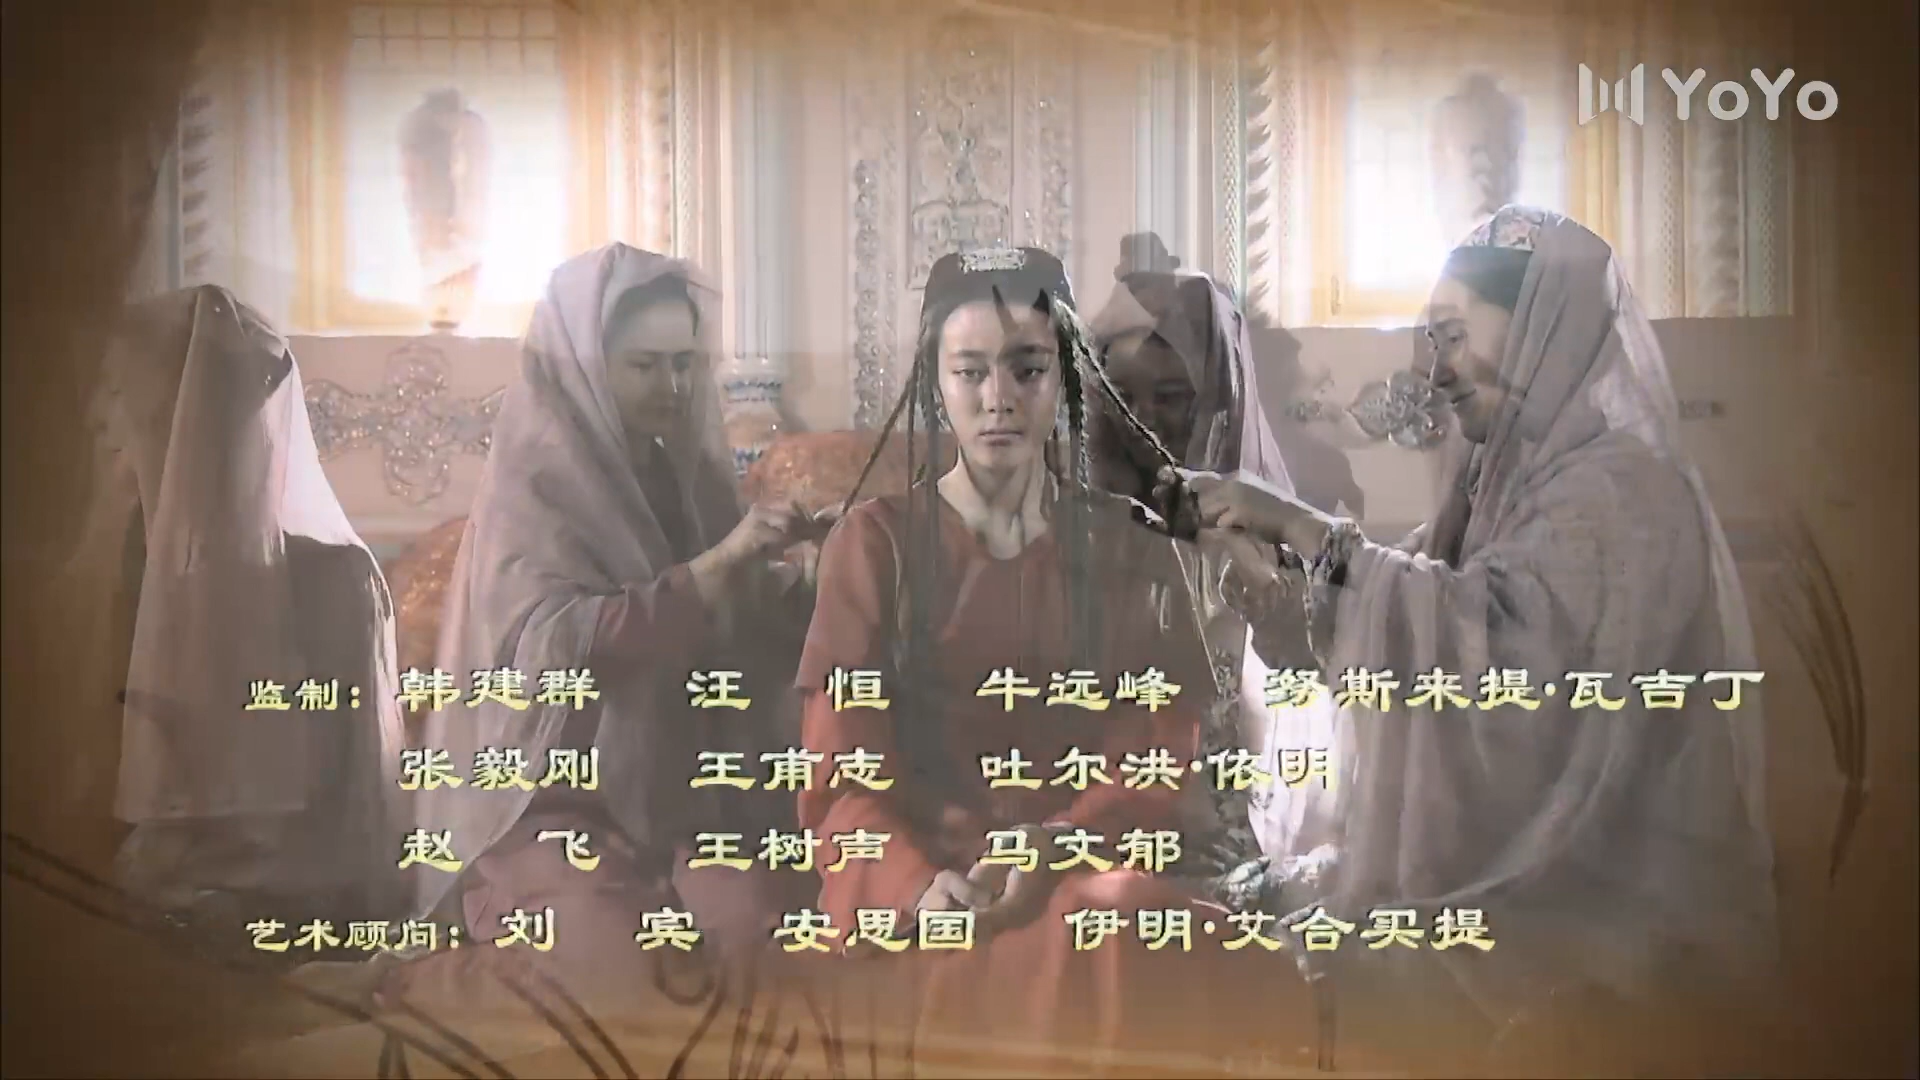 YoYo
监制：韩建群 汪恒 牛远峰 努斯来提·瓦吉丁
张毅刚 王甫志 吐尔洪·依明
赵飞 王树声 马文郁
艺术顾问：刘宾 安思国 伊明·艾合买提